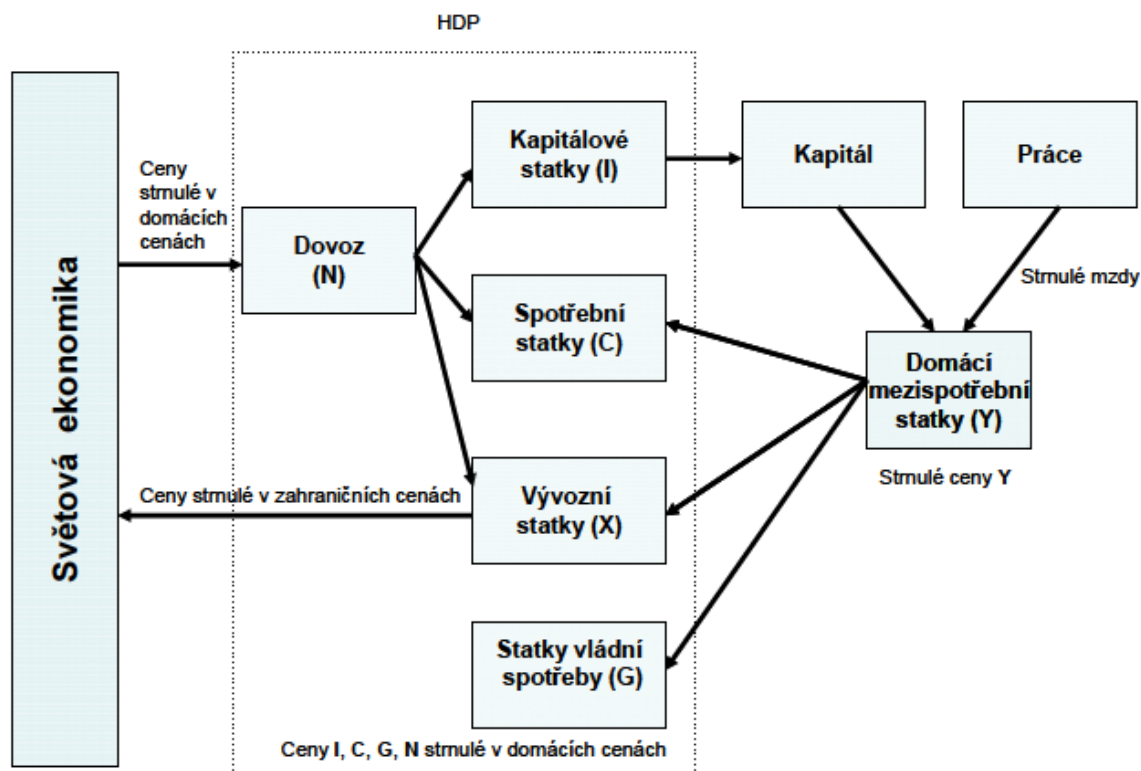 HDP
Světová ekonomika
Ceny
strnulé v
domácích
cenách
Dovoz
(N)
Kapitálové
statky (I)
Kapitál
Práce
Strnulé mzdy
Spotřební
statky (C)
Domácí
mezispotřební
statky (Y)
Strnulé ceny Y
Ceny strnulé v zahraničních cenách
Vývozní
statky (X)
Statky vládní
spotřeby (G)
Ceny I, C, G, N strnulé v domácích cenách